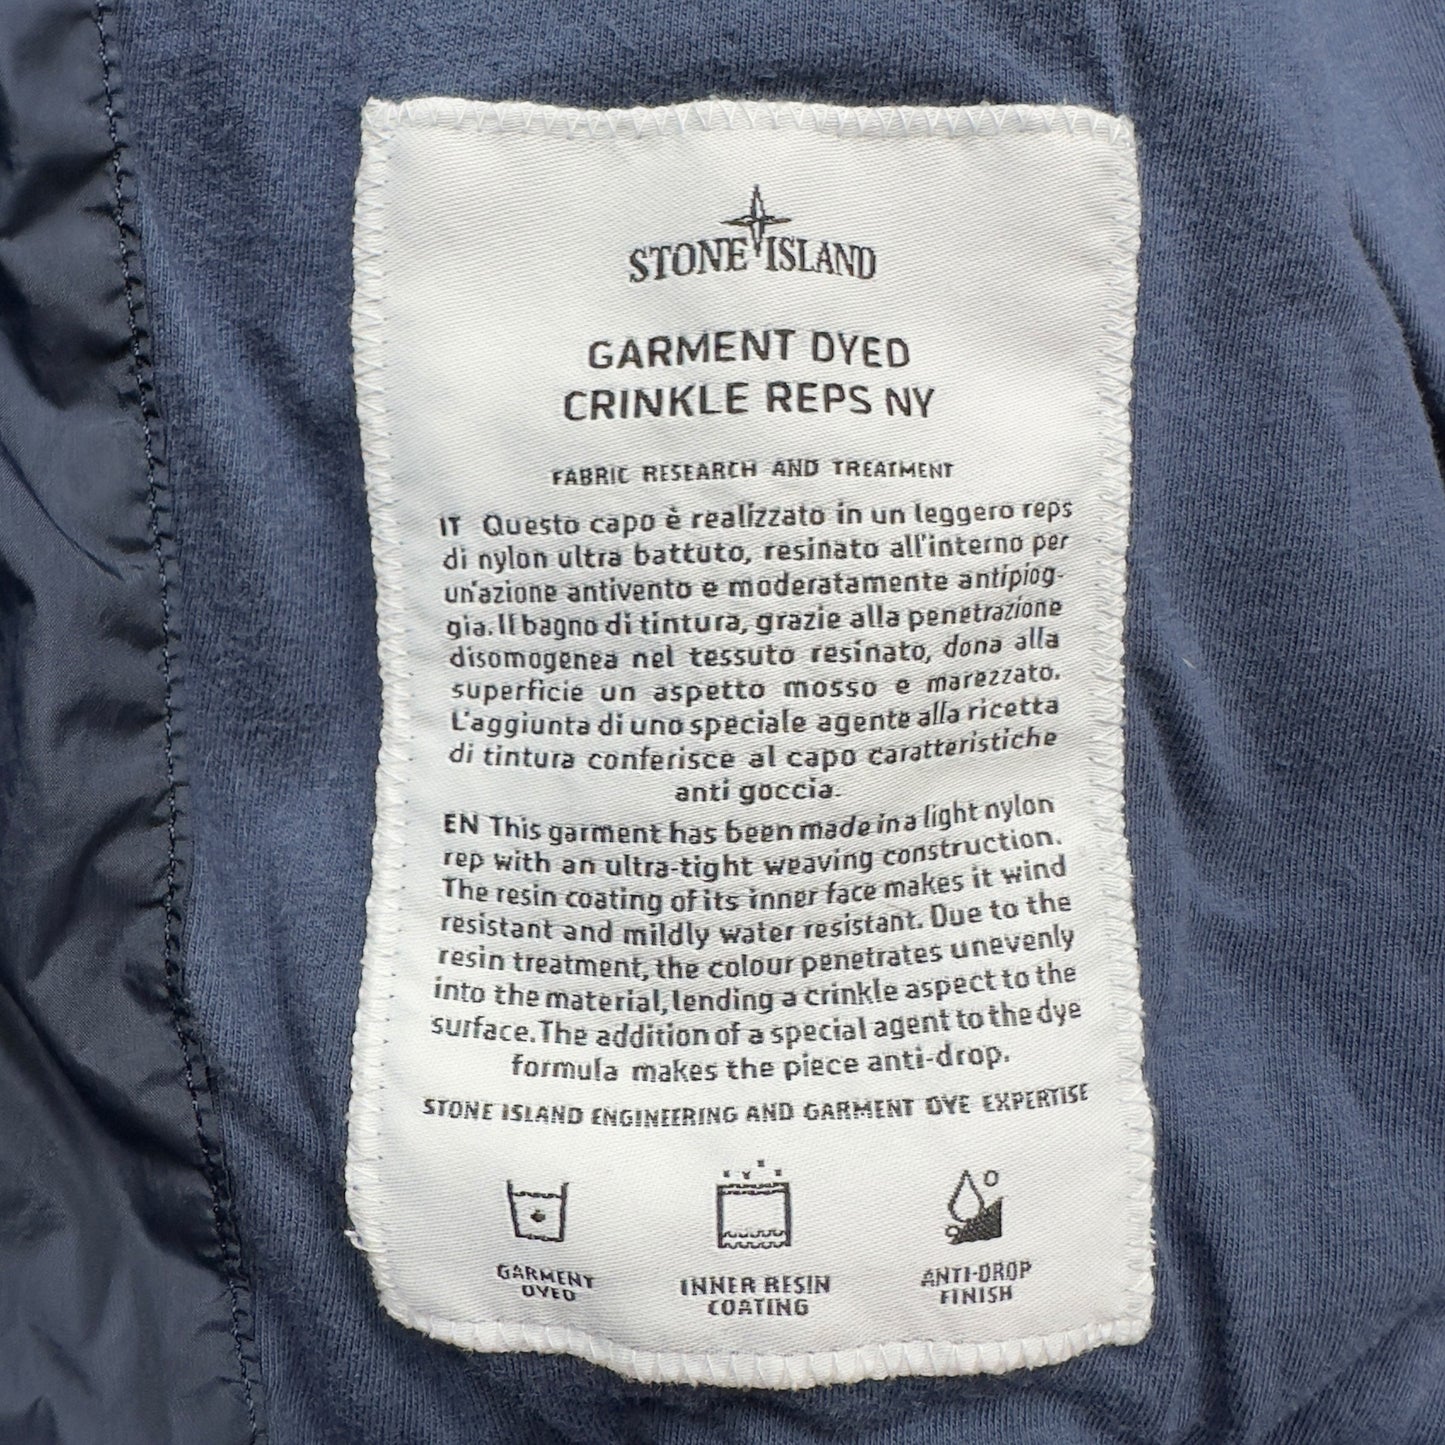 STONE ISLAND
GARMENT DYED
CRINKLE REPS NY
FABRIC RESEARCH AND TREATMENT
IT Questo capo è realizzato in un leggero reps
di nylon ultra battuto, resinato all'interno per
un'azione antivento e moderatamente antipiog-
gia. Il bagno di tintura, grazie alla penetrazione
disomogenea nel tessuto resinato, dona alla
superficie un aspetto mosso e marezzato.
L'aggiunta di uno speciale agente alla ricetta
di tintura conferisce al capo caratteristiche
anti goccia.
EN This garment has been made in a light nylon
rep with an ultra-tight weaving construction.
The resin coating of its inner face makes it wind
resistant and mildly water resistant. Due to the
resin treatment, the colour penetrates unevenly
into the material, lending a crinkle aspect to the
surface. The addition of a special agent to the dye
formula makes the piece anti-drop.
STONE ISLAND ENGINEERING AND GARMENT DYE EXPERTISE
GARMENT
DYED
INNER RESIN
COATING
ANTI-DROP
FINISH